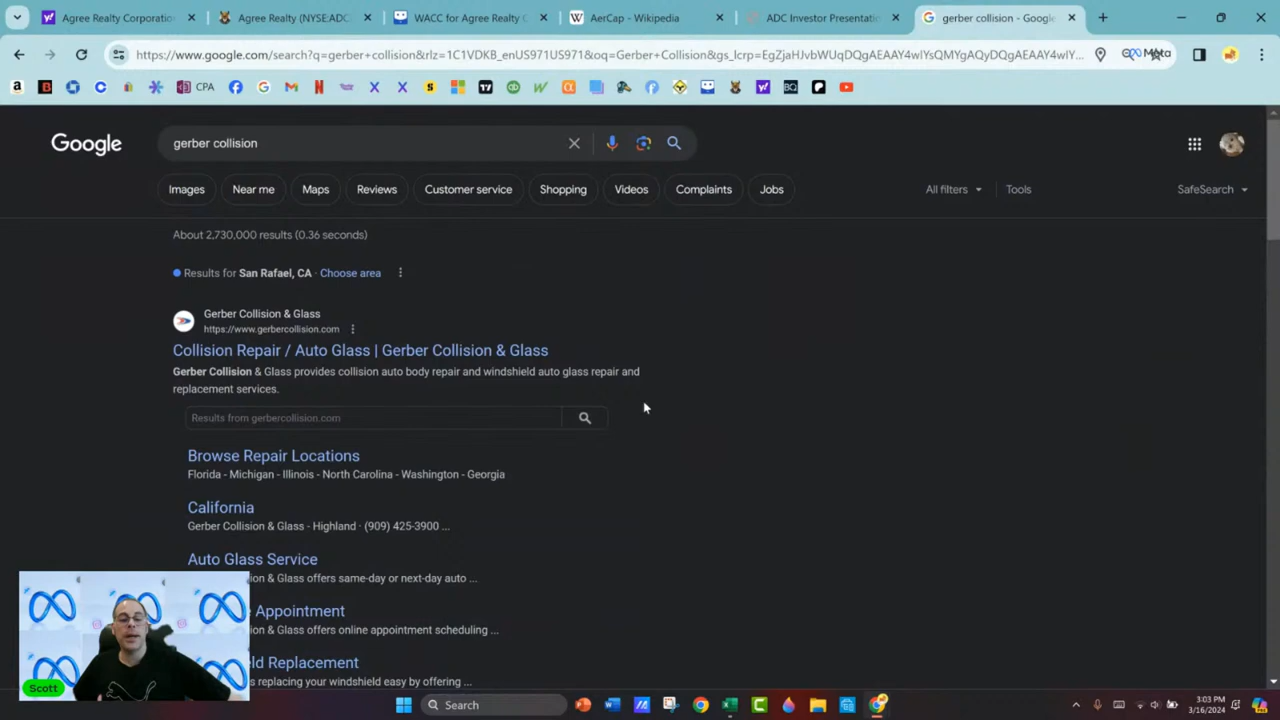 Agree Realty Corporation
Agree Realty (NYSE:ADC
WACC for Agree Realty C
AerCap - Wikipedia
ADC Investor Presentatio
gerber collision - Google
https://www.google.com/search?q=gerber+collision&rlz=1C1VDKB_enUS971US971&oq=Gerber+Collision&gs_lcrp=EgZjaHJvbWUqDQgAEAAY4wIYsQMYgAQyDQgAEAAY4wIY...
Meta
CPA
Google
gerber collision
Images
Near me
Maps
Reviews
Customer service
Shopping
Videos
Complaints
Jobs
All filters
Tools
SafeSearch
About 2,730,000 results (0.36 seconds)
Results for San Rafael, CA · Choose area
Gerber Collision & Glass
https://www.gerbercollision.com
Collision Repair / Auto Glass | Gerber Collision & Glass
Gerber Collision & Glass provides collision auto body repair and windshield auto glass repair and
replacement services.
Results from gerbercollision.com
Browse Repair Locations
Florida - Michigan - Illinois - North Carolina - Washington - Georgia
California
Gerber Collision & Glass - Highland · (909) 425-3900 ...
Auto Glass Service
& Glass offers same-day or next-day auto ...
Appointment
& Glass offers online appointment scheduling ...
Replacement
replacing your windshield easy by offering ...
Scott
Search
3:03 PM
3/16/2024